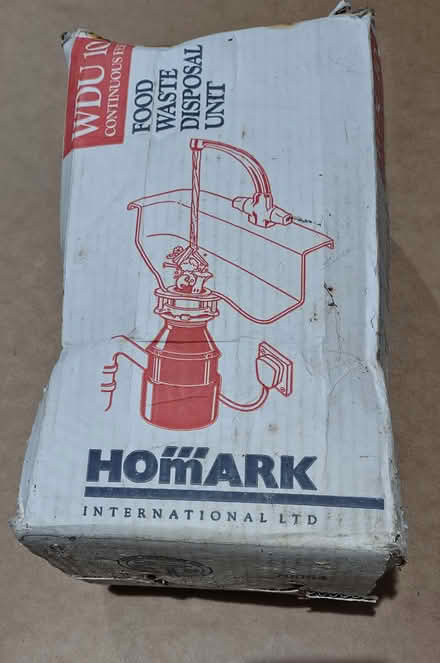 WDU 10
CONTINUOUS FE
FOOD
WASTE
DISPOSAL
UNIT
HOMARK
INTERNATIONAL LTD